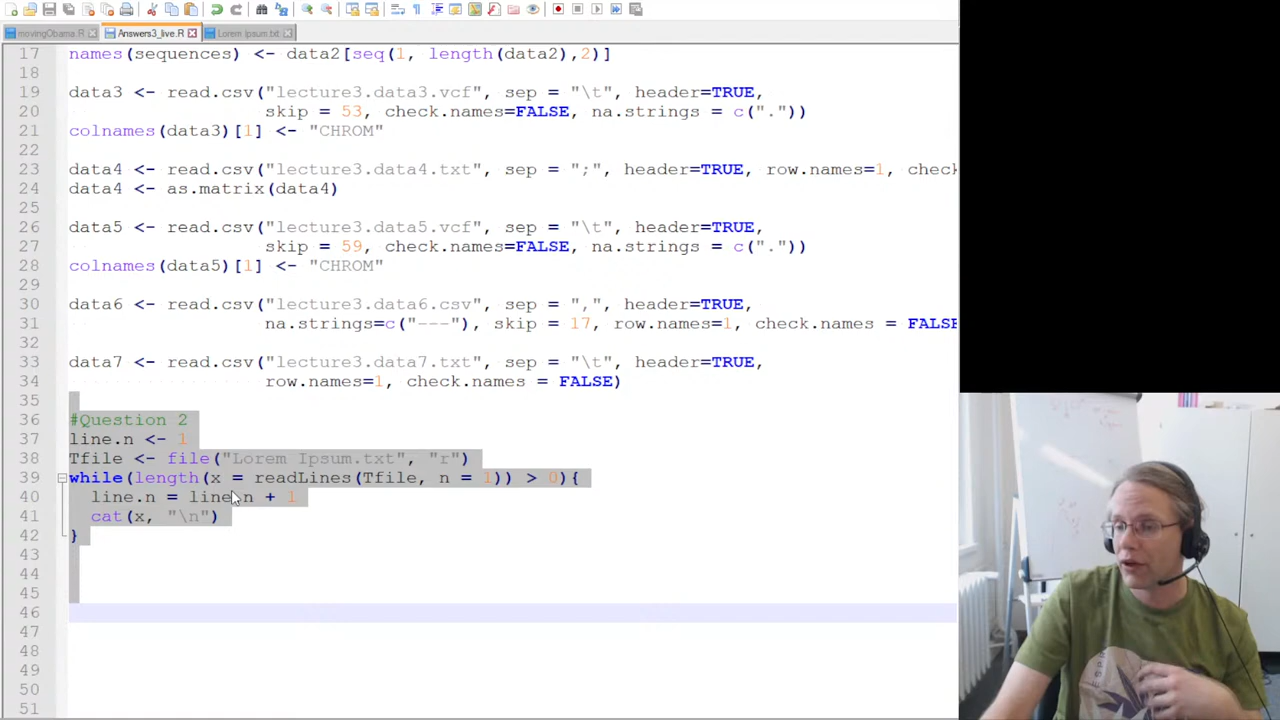 movingObama.R
Answers3_live.R
Lorem Ipsum.txt
17 names(sequences) <- data2[seq(1, length(data2),2)]
18
19 data3 <- read.csv("lecture3.data3.vcf", sep = "\t", header=TRUE,
20 skip = 53, check.names=FALSE, na.strings = c("."))
21 colnames(data3)[1] <- "CHROM"
22
23 data4 <- read.csv("lecture3.data4.txt", sep = ";", header=TRUE, row.names=1, chec
24 data4 <- as.matrix(data4)
25
26 data5 <- read.csv("lecture3.data5.vcf", sep = "\t", header=TRUE,
27 skip = 59, check.names=FALSE, na.strings = c("."))
28 colnames(data5)[1] <- "CHROM"
29
30 data6 <- read.csv("lecture3.data6.csv", sep = ",", header=TRUE,
31 na.strings=c("---"), skip = 17, row.names=1, check.names = FALSE
32
33 data7 <- read.csv("lecture3.data7.txt", sep = "\t", header=TRUE,
34 row.names=1, check.names = FALSE)
35
36 #Question 2
37 line.n <- 1
38 Tfile <- file("Lorem Ipsum.txt", "r")
39 while(length(x = readLines(Tfile, n = 1)) > 0){
40 line.n = line.n + 1
41 cat(x, "\n")
42 }
43
44
45
46
47
48
49
50
51